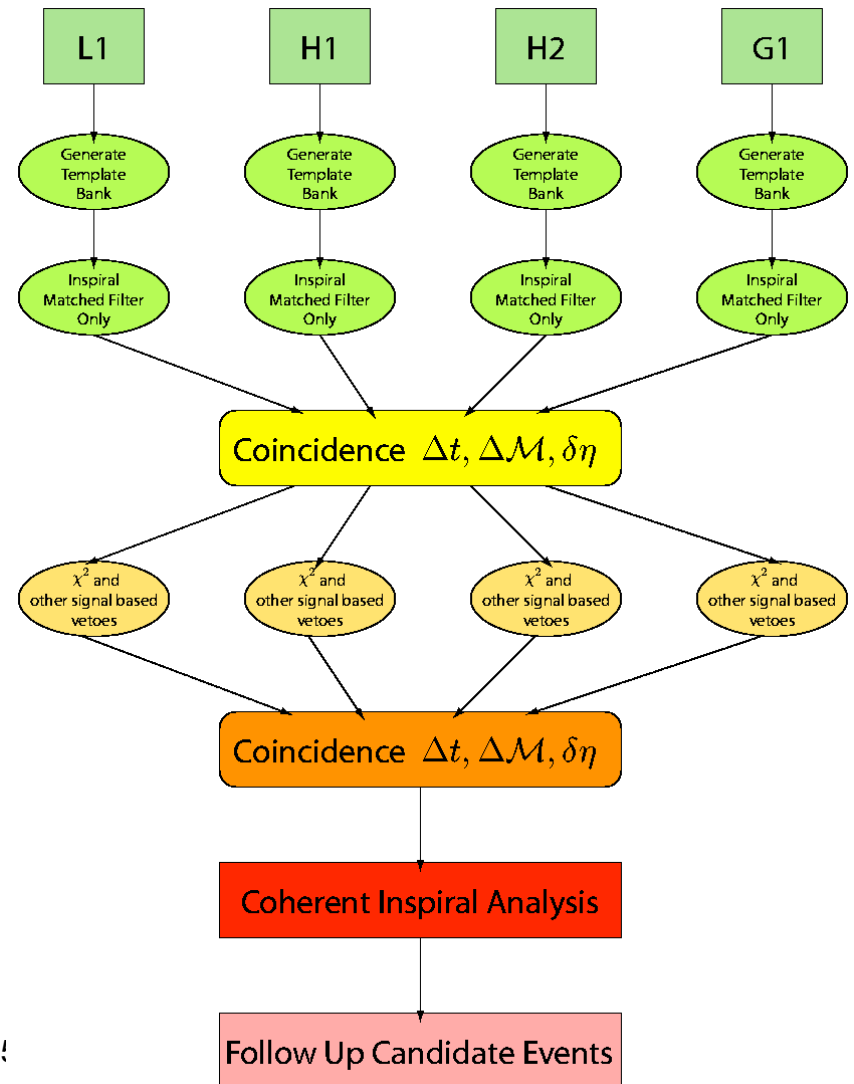 L1
H1
H2
G1
Generate
Template
Bank
Generate
Template
Bank
Generate
Template
Bank
Generate
Template
Bank
Inspiral
Matched Filter
Only
Inspiral
Matched Filter
Only
Inspiral
Matched Filter
Only
Inspiral
Matched Filter
Only
Coincidence Δt, Δℳ, δη
χ² and
other signal based
vetoes
χ² and
other signal based
vetoes
χ² and
other signal based
vetoes
χ² and
other signal based
vetoes
Coincidence Δt, Δℳ, δη
Coherent Inspiral Analysis
Follow Up Candidate Events